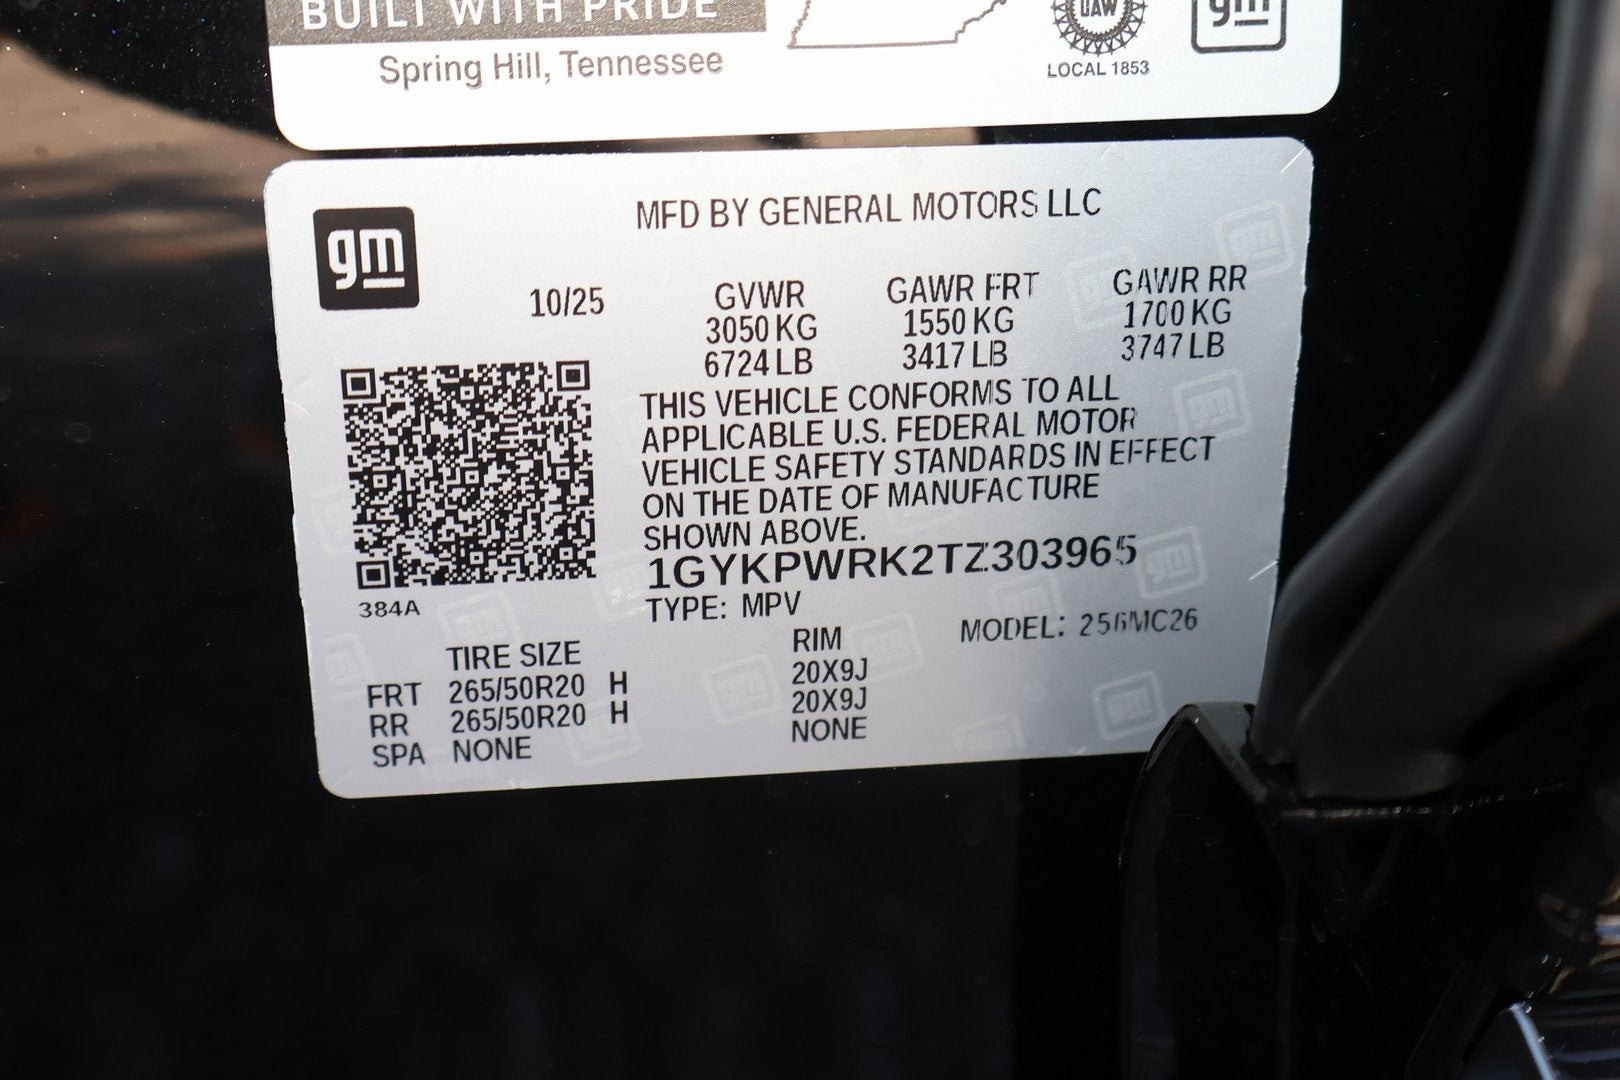 BUILT WITH PRIDE
Spring Hill, Tennessee
UAW
LOCAL 1853
gm
gm
MFD BY GENERAL MOTORS LLC
10/25
GVWR
3050 KG
6724 LB
GAWR FRT
1550 KG
3417 LB
GAWR RR
1700 KG
3747 LB
THIS VEHICLE CONFORMS TO ALL
APPLICABLE U.S. FEDERAL MOTOR
VEHICLE SAFETY STANDARDS IN EFFECT
ON THE DATE OF MANUFACTURE
SHOWN ABOVE.
1GYKPWRK2TZ303965
384A
TYPE: MPV
MODEL: 256MC26
TIRE SIZE RIM
FRT 265/50R20 H 20X9J
RR 265/50R20 H 20X9J
SPA NONE NONE